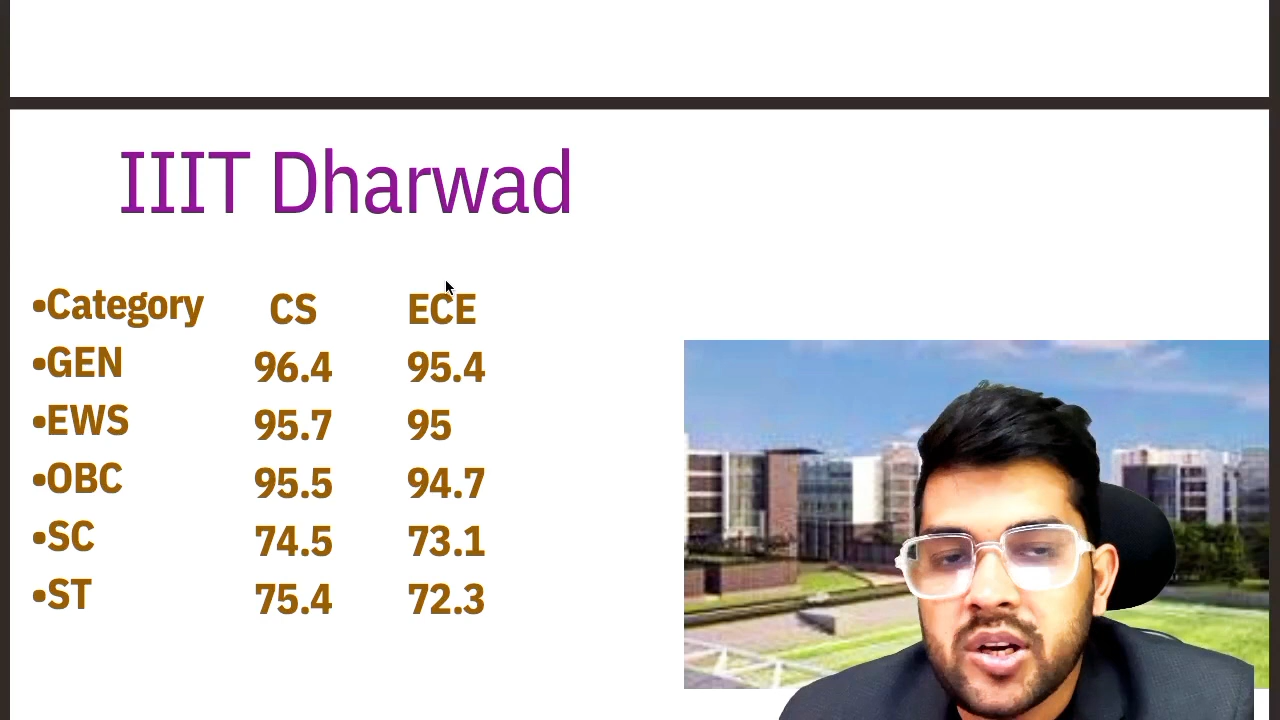 IIIT Dharwad
•Category CS ECE
•GEN 96.4 95.4
•EWS 95.7 95
•OBC 95.5 94.7
•SC 74.5 73.1
•ST 75.4 72.3